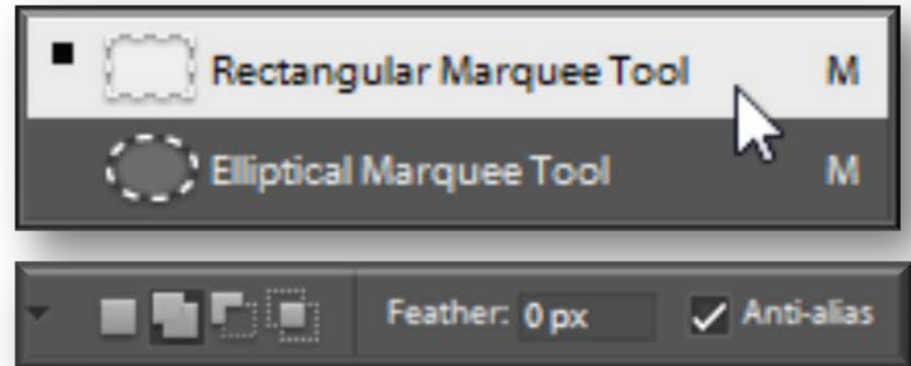 Rectangular Marquee Tool M
Elliptical Marquee Tool M
Feather: 0 px Anti-alias